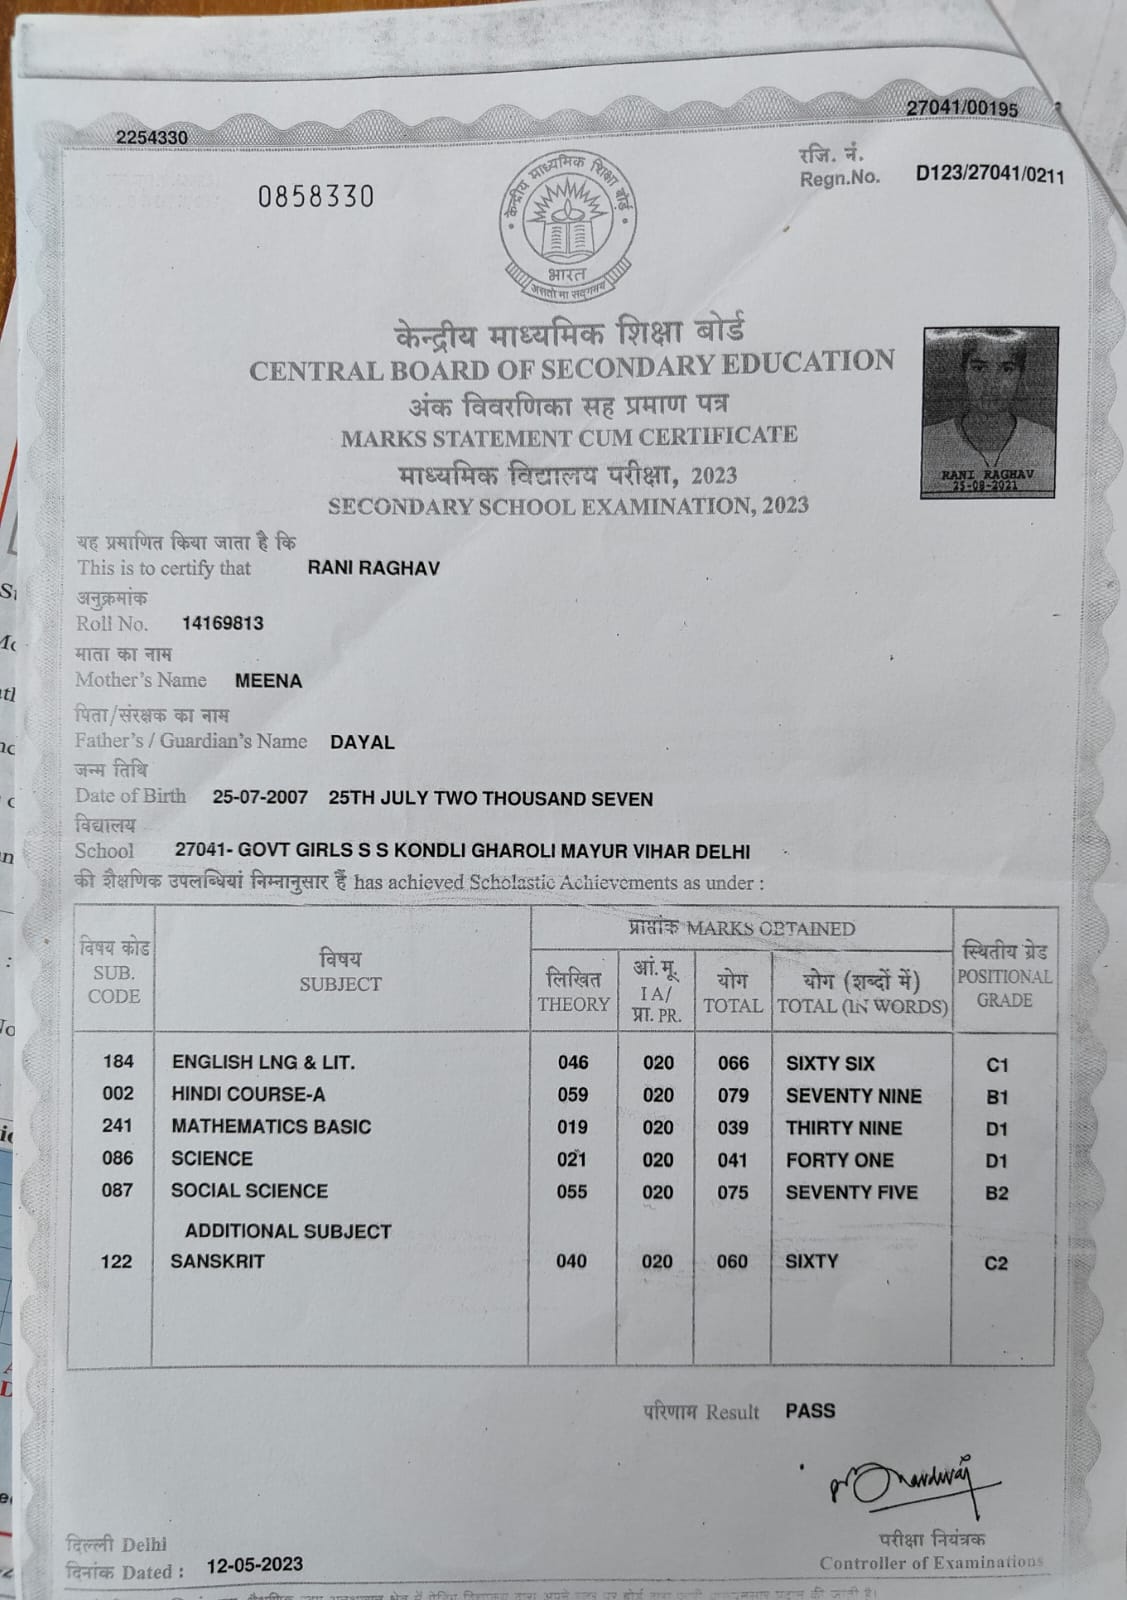 27041/00195
2254330
रजि. नं.
Regn.No. D123/27041/0211
0858330
केन्द्रीय माध्यमिक शिक्षा बोर्ड
भारत
असतो मा सद्गमय
केन्द्रीय माध्यमिक शिक्षा बोर्ड
CENTRAL BOARD OF SECONDARY EDUCATION
अंक विवरणिका सह प्रमाण पत्र
MARKS STATEMENT CUM CERTIFICATE
माध्यमिक विद्यालय परीक्षा, 2023
SECONDARY SCHOOL EXAMINATION, 2023
RANI RAGHAV
25-08-2021
यह प्रमाणित किया जाता है कि
This is to certify that RANI RAGHAV
अनुक्रमांक
Roll No. 14169813
माता का नाम
Mother's Name MEENA
पिता/संरक्षक का नाम
Father's / Guardian's Name DAYAL
जन्म तिथि
Date of Birth 25-07-2007 25TH JULY TWO THOUSAND SEVEN
विद्यालय
School 27041- GOVT GIRLS S S KONDLI GHAROLI MAYUR VIHAR DELHI
की शैक्षणिक उपलब्धियां निम्नानुसार हैं has achieved Scholastic Achievements as under :
विषय कोड
SUB.
CODE
विषय
SUBJECT
प्राप्तांक MARKS OBTAINED
लिखित
THEORY
आं.मू.
I A/
प्रा. PR.
योग
TOTAL
योग (शब्दों में)
TOTAL (IN WORDS)
स्थितीय ग्रेड
POSITIONAL
GRADE
184 ENGLISH LNG & LIT. 046 020 066 SIXTY SIX C1
002 HINDI COURSE-A 059 020 079 SEVENTY NINE B1
241 MATHEMATICS BASIC 019 020 039 THIRTY NINE D1
086 SCIENCE 021 020 041 FORTY ONE D1
087 SOCIAL SCIENCE 055 020 075 SEVENTY FIVE B2
ADDITIONAL SUBJECT
122 SANSKRIT 040 020 060 SIXTY C2
परिणाम Result PASS
दिल्ली Delhi
दिनांक Dated : 12-05-2023
परीक्षा नियंत्रक
Controller of Examinations